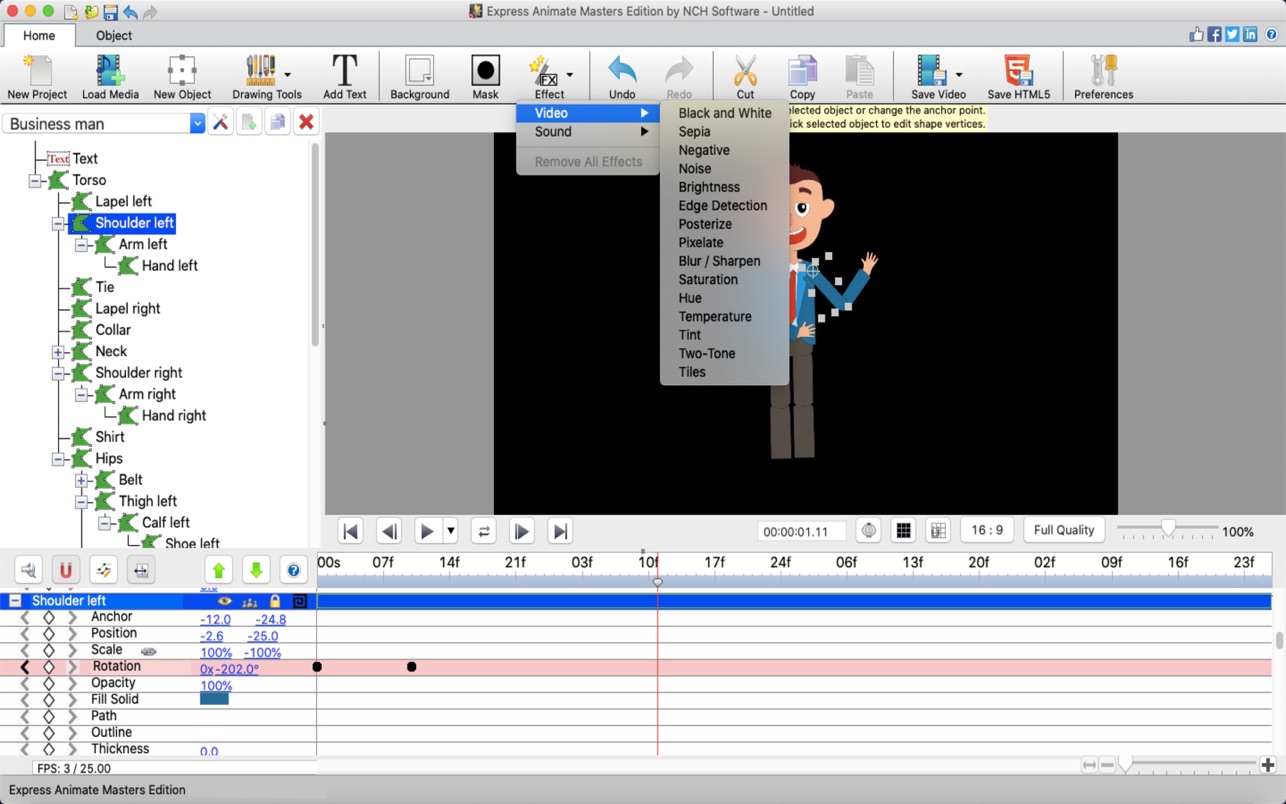 Express Animate Masters Edition by NCH Software - Untitled
Home Object
New Project Load Media New Object Drawing Tools Add Text Background Mask Effect Undo Redo Cut Copy Paste Save Video Save HTML5 Preferences
Business man
Video
Sound
Remove All Effects
Black and White
Sepia
Negative
Noise
Brightness
Edge Detection
Posterize
Pixelate
Blur / Sharpen
Saturation
Hue
Temperature
Tint
Two-Tone
Tiles
elected object or change the anchor point.
ick selected object to edit shape vertices.
Text Text
Torso
Lapel left
Shoulder left
Arm left
Hand left
Tie
Lapel right
Collar
Neck
Shoulder right
Arm right
Hand right
Shirt
Hips
Belt
Thigh left
Calf left
Shoe left
00:00:01.11 16 : 9 Full Quality 100%
00s 07f 14f 21f 03f 10f 17f 24f 06f 13f 20f 02f 09f 16f 23f
Shoulder left
Anchor -12.0 -24.8
Position -2.6 -25.0
Scale 100% -100%
Rotation 0x-202.0°
Opacity 100%
Fill Solid
Path
Outline
Thickness 0.0
FPS: 3 / 25.00
Express Animate Masters Edition